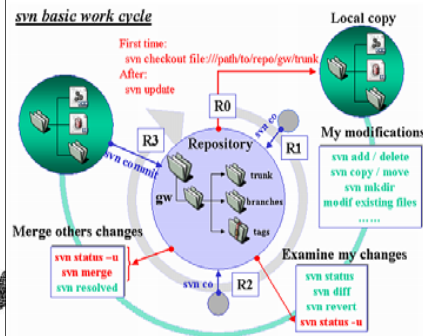 svn basic work cycle
Local copy
First time:
svn checkout file:///path/to/repo/gw/trunk
After:
svn update
R0
svn co
R1
R3
svn commit
Repository
gw
trunk
branches
tags
My modifications
svn add / delete
svn copy / move
svn mkdir
modif existing files
......
Merge others changes
svn status –u
svn merge
svn resolved
svn co
R2
Examine my changes
svn status
svn diff
svn revert
svn status -u